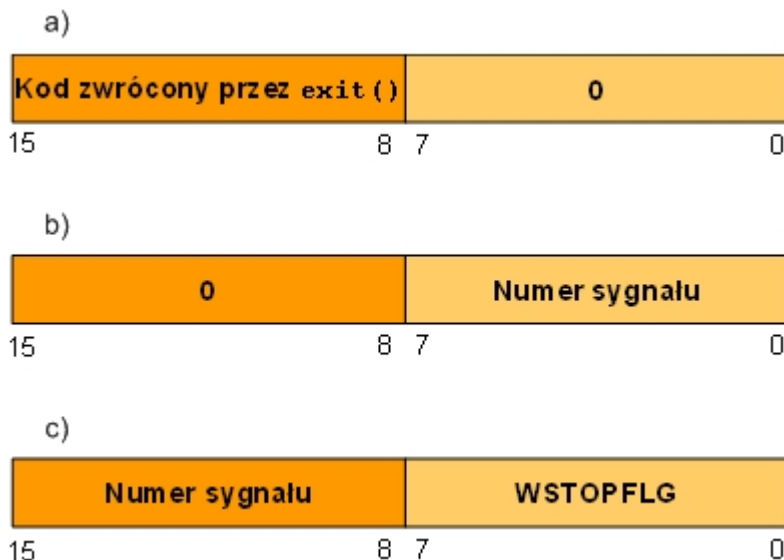 a)
Kod zwrócony przez exit() 0
15 8 7 0
b)
0 Numer sygnału
15 8 7 0
c)
Numer sygnału WSTOPFLG
15 8 7 0